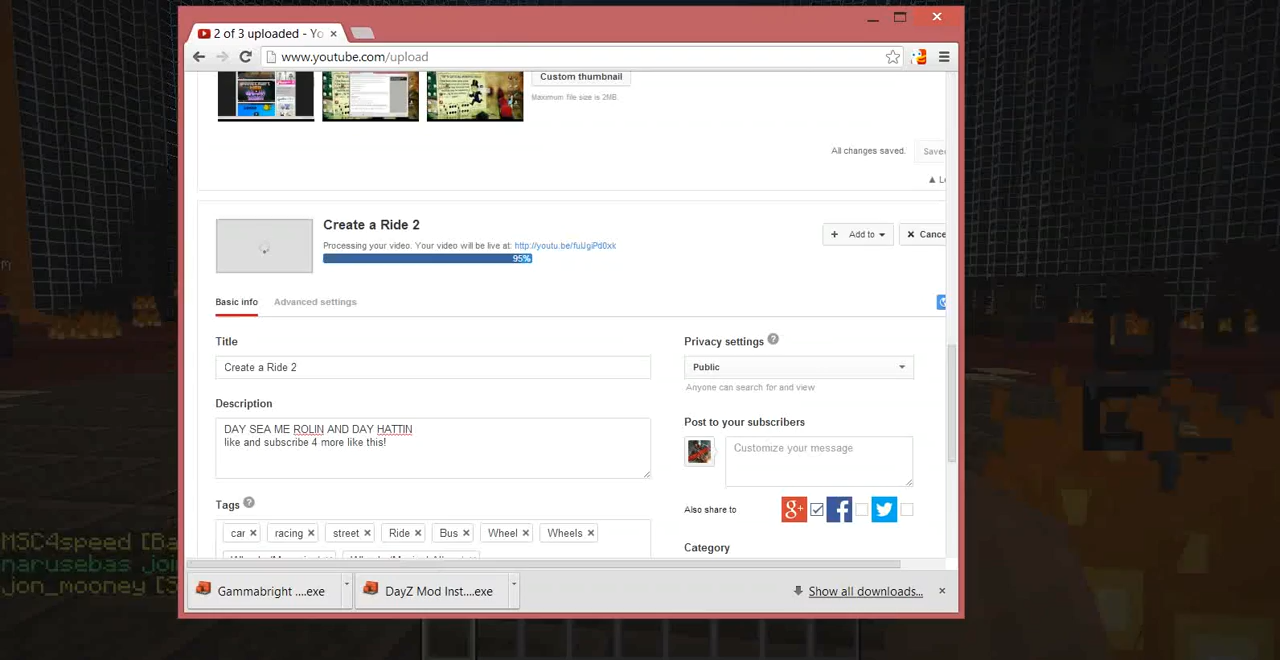 2 of 3 uploaded - Yo
www.youtube.com/upload
Custom thumbnail
Maximum file size is 2MB.
All changes saved.
Save
Create a Ride 2
Processing your video. Your video will be live at: http://youtu.be/fuUgiPd0xk
95%
Add to
Cance
Basic info
Advanced settings
Title
Create a Ride 2
Description
DAY SEA ME ROLIN AND DAY HATTIN
like and subscribe 4 more like this!
Tags
car
racing
street
Ride
Bus
Wheel
Wheels
Privacy settings
Public
Anyone can search for and view
Post to your subscribers
Customize your message
Also share to
Category
MSC4speed [Ba
narusebas joi
jon_mooney [S
Gammabright ....exe
DayZ Mod Inst....exe
Show all downloads...